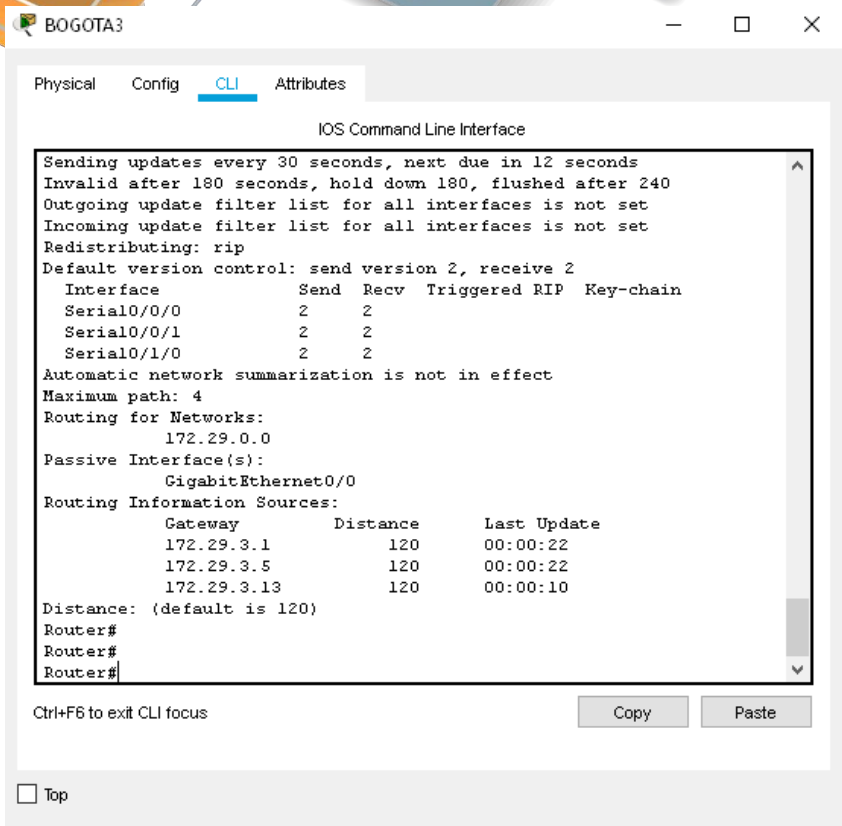 BOGOTA3
Physical Config CLI Attributes
IOS Command Line Interface
Sending updates every 30 seconds, next due in 12 seconds
Invalid after 180 seconds, hold down 180, flushed after 240
Outgoing update filter list for all interfaces is not set
Incoming update filter list for all interfaces is not set
Redistributing: rip
Default version control: send version 2, receive 2
Interface Send Recv Triggered RIP Key-chain
Serial0/0/0 2 2
Serial0/0/1 2 2
Serial0/1/0 2 2
Automatic network summarization is not in effect
Maximum path: 4
Routing for Networks:
172.29.0.0
Passive Interface(s):
GigabitEthernet0/0
Routing Information Sources:
Gateway Distance Last Update
172.29.3.1 120 00:00:22
172.29.3.5 120 00:00:22
172.29.3.13 120 00:00:10
Distance: (default is 120)
Router#
Router#
Router#
Ctrl+F6 to exit CLI focus Copy Paste
Top